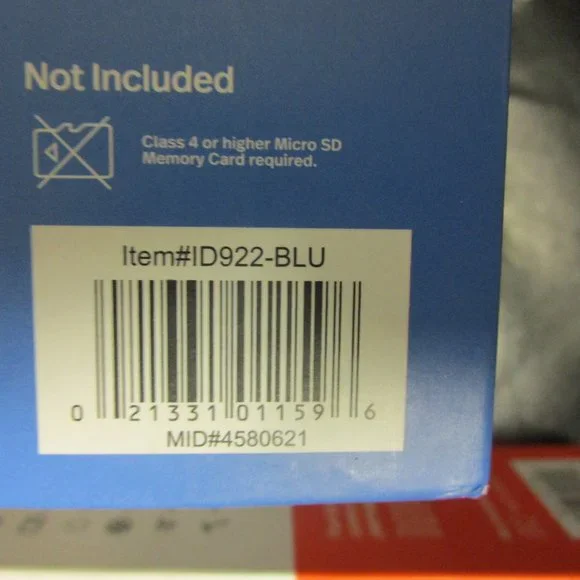 Not Included
Class 4 or higher Micro SD
Memory Card required.
Item#ID922-BLU
0 21331 01159 6
MID#4580621